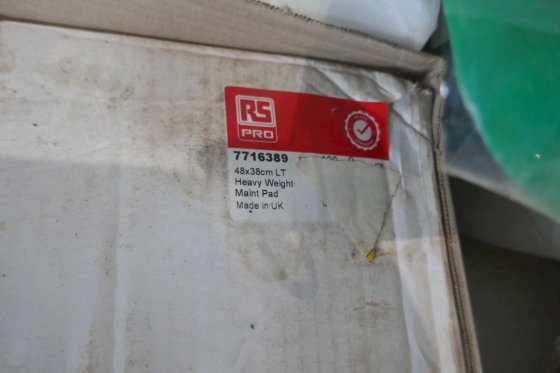 RS
PRO
7716389
48x38cm LT
Heavy Weight
Maint Pad
Made in UK